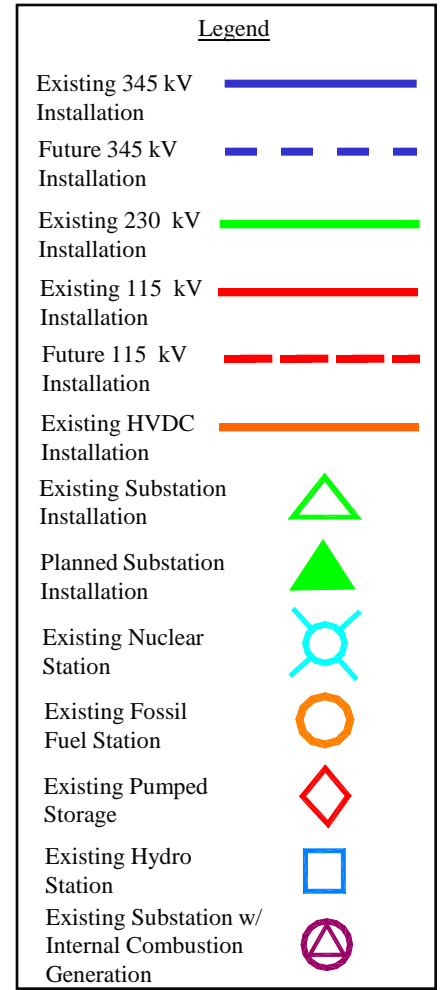 Legend
Existing 345 kV
Installation
Future 345 kV
Installation
Existing 230 kV
Installation
Existing 115 kV
Installation
Future 115 kV
Installation
Existing HVDC
Installation
Existing Substation
Installation
Planned Substation
Installation
Existing Nuclear
Station
Existing Fossil
Fuel Station
Existing Pumped
Storage
Existing Hydro
Station
Existing Substation w/
Internal Combustion
Generation